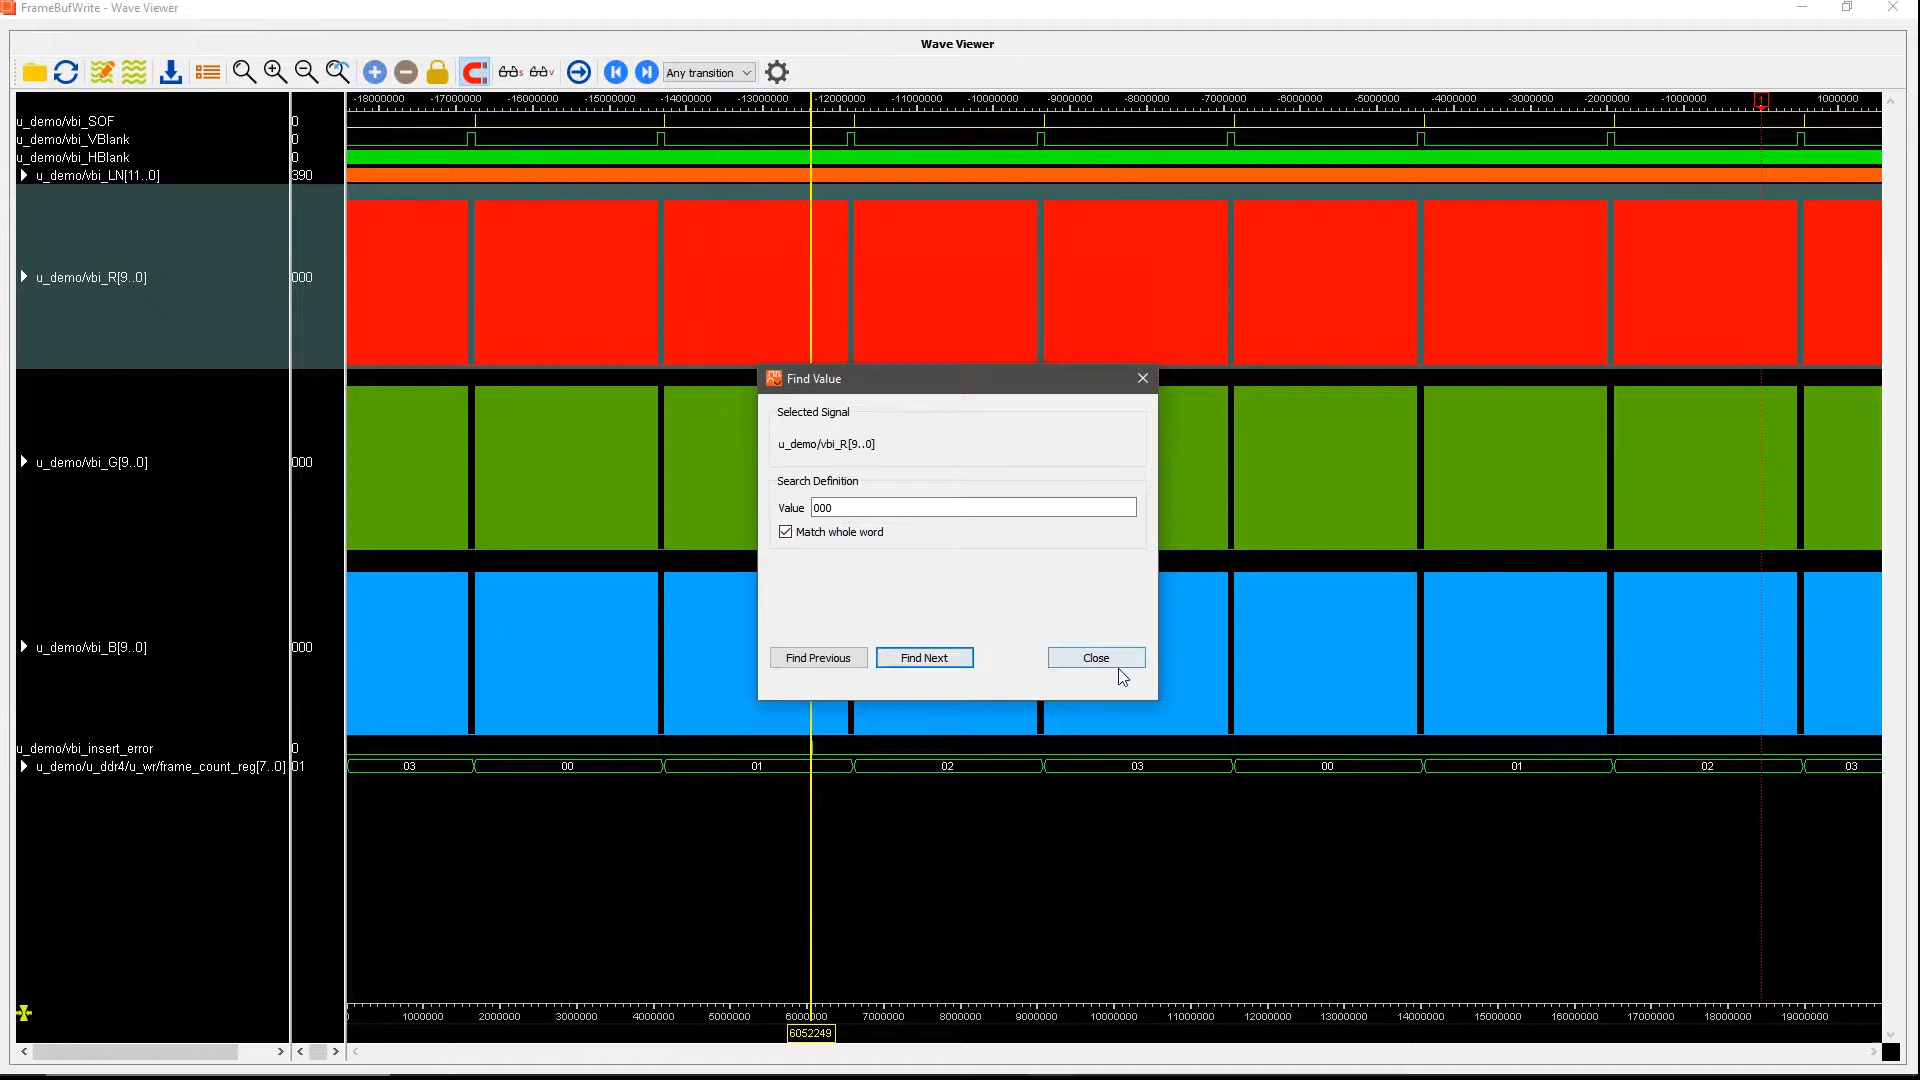 FrameBufWrite - Wave Viewer
Wave Viewer
Any transition
-18000000 -17000000 -16000000 -15000000 -14000000 -13000000 -12000000 -11000000 -10000000 -9000000 -8000000 -7000000 -6000000 -5000000 -4000000 -3000000 -2000000 -1000000 1 1000000
u_demo/vbi_SOF 0
u_demo/vbi_VBlank 0
u_demo/vbi_HBlank 0
u_demo/vbi_LN[11..0] 390
u_demo/vbi_R[9..0] 000
u_demo/vbi_G[9..0] 000
u_demo/vbi_B[9..0] 000
u_demo/vbi_insert_error 0
u_demo/u_ddr4/u_wr/frame_count_reg[7..0] 01 03 00 01 02 03 00 01 02 03
Find Value
Selected Signal
u_demo/vbi_R[9..0]
Search Definition
Value 000
Match whole word
Find Previous Find Next Close
1000000 2000000 3000000 4000000 5000000 6000000 7000000 8000000 9000000 10000000 11000000 12000000 13000000 14000000 15000000 16000000 17000000 18000000 19000000
6052249